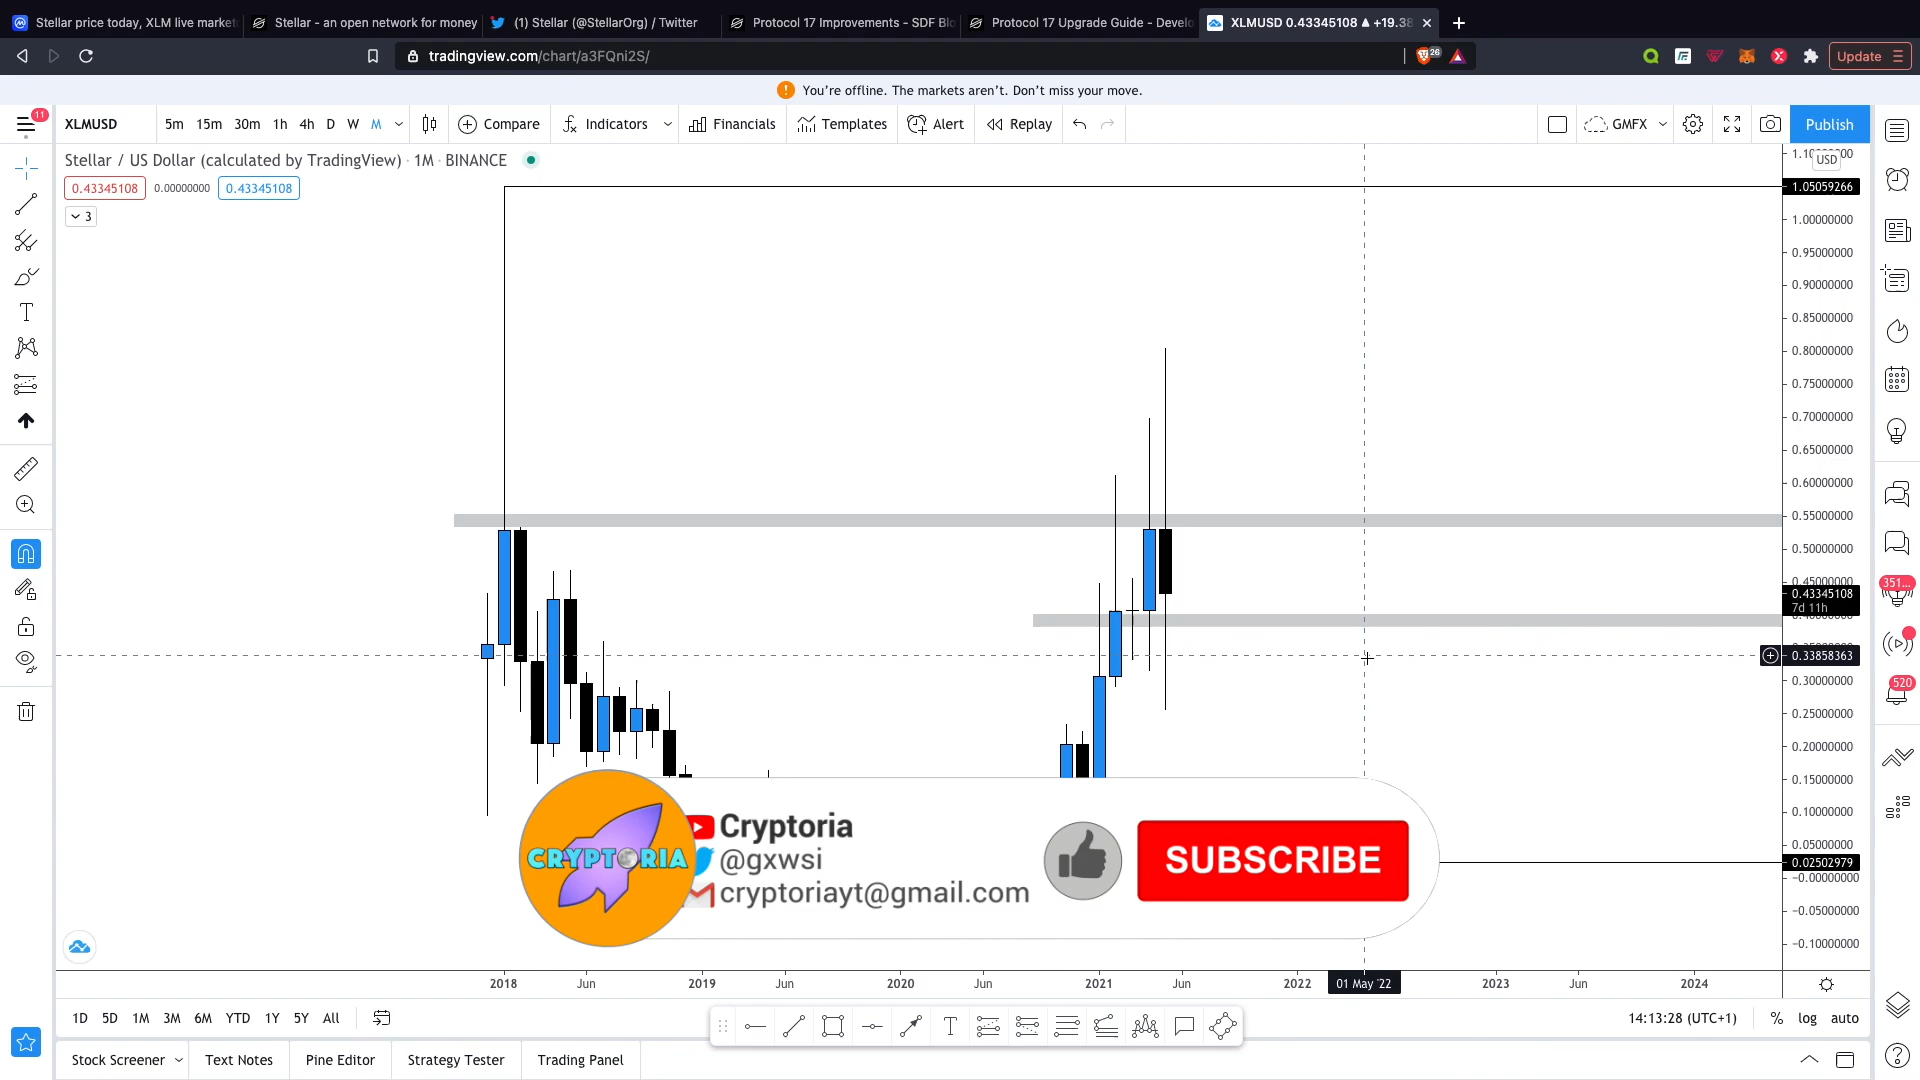 Stellar price today, XLM live market
Stellar - an open network for money
(1) Stellar (@StellarOrg) / Twitter
Protocol 17 Improvements - SDF Blo
Protocol 17 Upgrade Guide - Develo
XLMUSD 0.43345108 ▲ +19.38
tradingview.com/chart/a3FQni2S/
26
Update
You're offline. The markets aren't. Don't miss your move.
11
XLMUSD
5m 15m 30m 1h 4h D W M
Compare
Indicators
Financials
Templates
Alert
Replay
GMFX
Publish
Stellar / US Dollar (calculated by TradingView) · 1M · BINANCE
0.43345108 0.00000000 0.43345108
3
USD
1.05059266
1.00000000
0.95000000
0.90000000
0.85000000
0.80000000
0.75000000
0.70000000
0.65000000
0.60000000
0.55000000
0.50000000
0.45000000
0.43345108
7d 11h
0.33858363
0.30000000
0.25000000
0.20000000
0.15000000
0.10000000
0.05000000
0.02502979
-0.00000000
-0.05000000
-0.10000000
351...
520
CRYPTORIA
Cryptoria
@gxwsi
cryptoriayt@gmail.com
SUBSCRIBE
2018 Jun 2019 Jun 2020 Jun 2021 Jun 2022 01 May '22 2023 Jun 2024
1D 5D 1M 3M 6M YTD 1Y 5Y All
14:13:28 (UTC+1) % log auto
Stock Screener Text Notes Pine Editor Strategy Tester Trading Panel